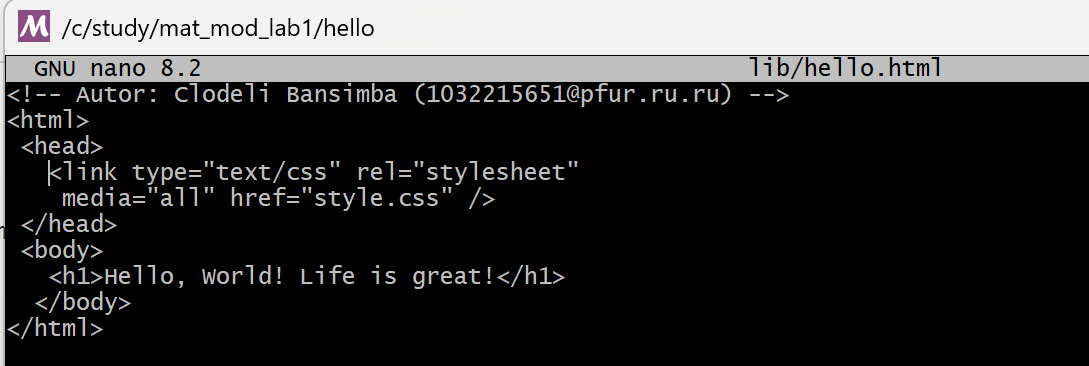 M /c/study/mat_mod_lab1/hello
GNU nano 8.2 lib/hello.html
<!-- Autor: Clodeli Bansimba (1032215651@pfur.ru.ru) -->
<html>
<head>
<link type="text/css" rel="stylesheet"
media="all" href="style.css" />
</head>
<body>
<h1>Hello, World! Life is great!</h1>
</body>
</html>